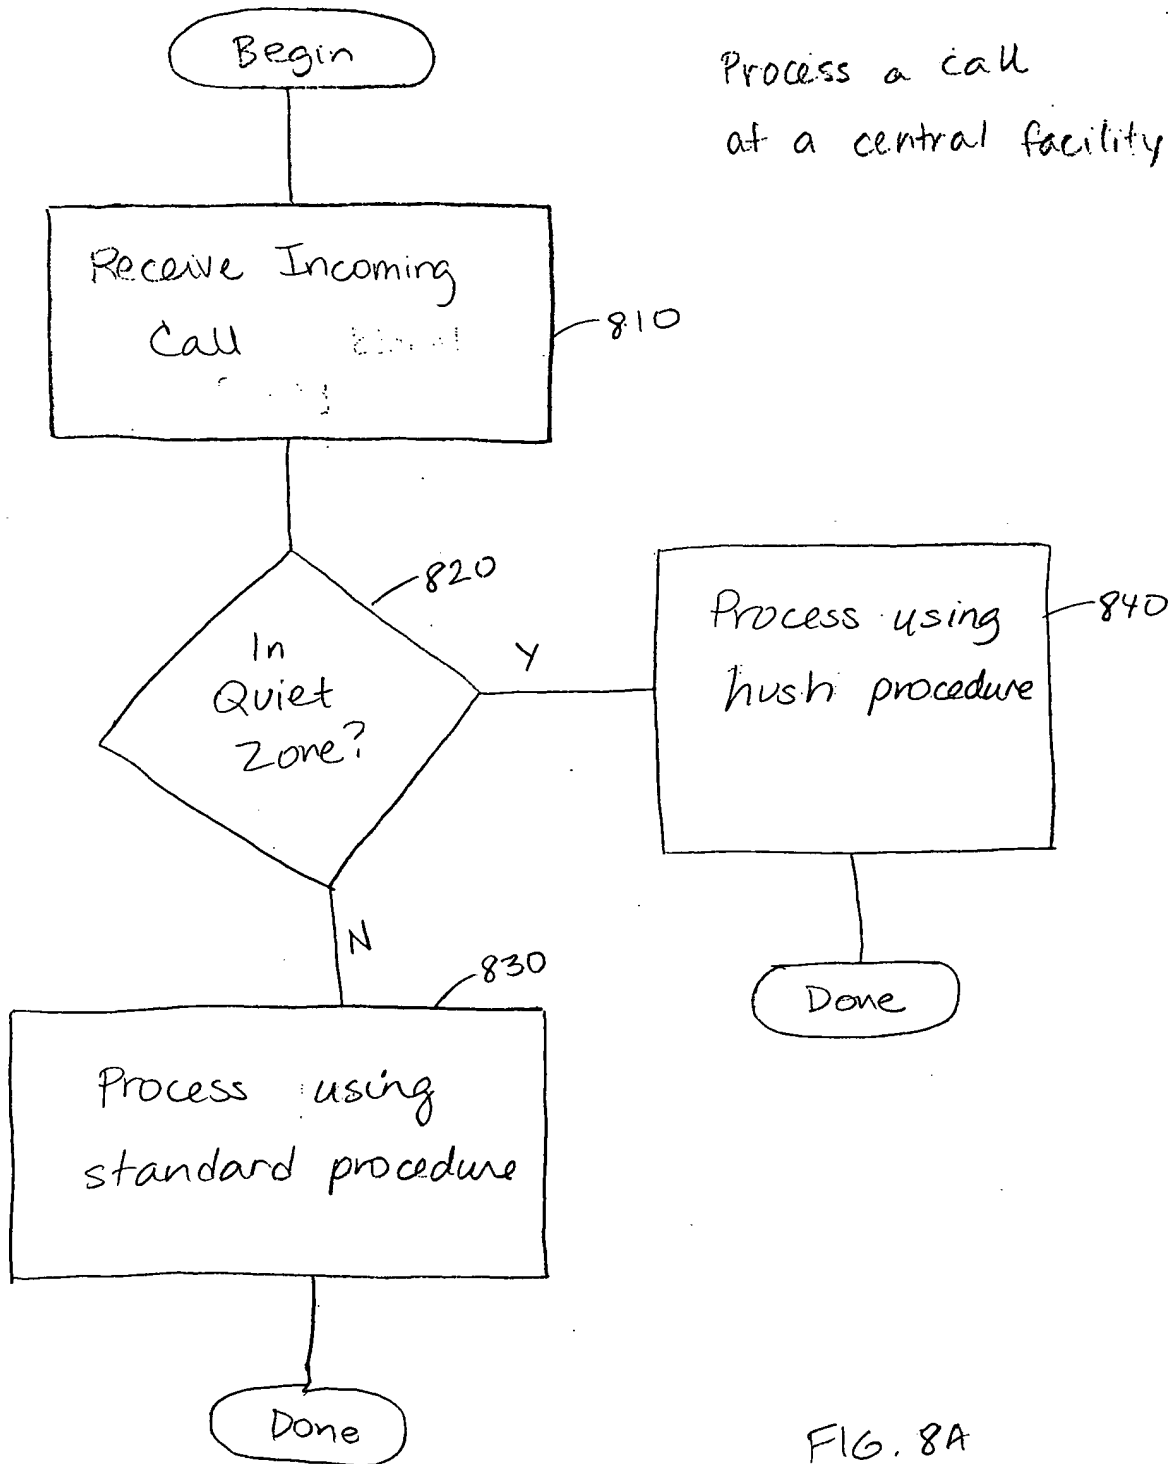 Begin
Process a call
at a central facility
Receive Incoming
Call
810
820
In
Quiet
Zone?
Y
Process using
hush procedure
840
N
Done
830
Process using
standard procedure
Done
FIG. 8A